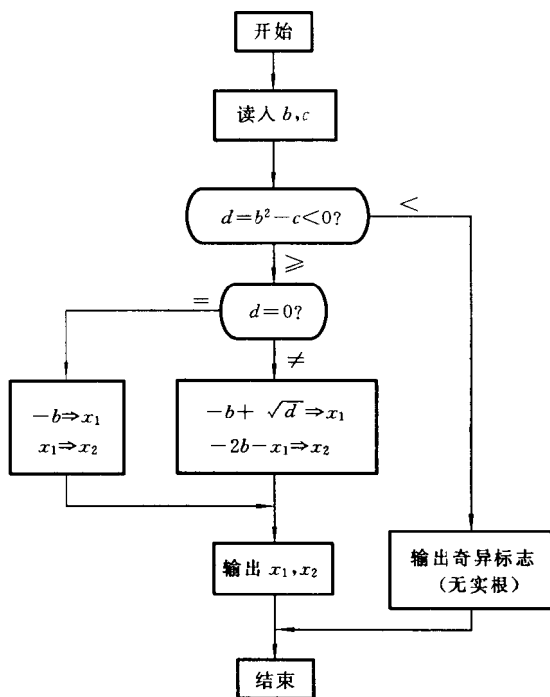 开始
读入 b,c
d=b²-c<0?
<
⩾
=
d=0?
≠
-b⇒x₁
x₁⇒x₂
-b+ √d⇒x₁
-2b-x₁⇒x₂
输出 x₁,x₂
输出奇异标志
(无实根)
结束